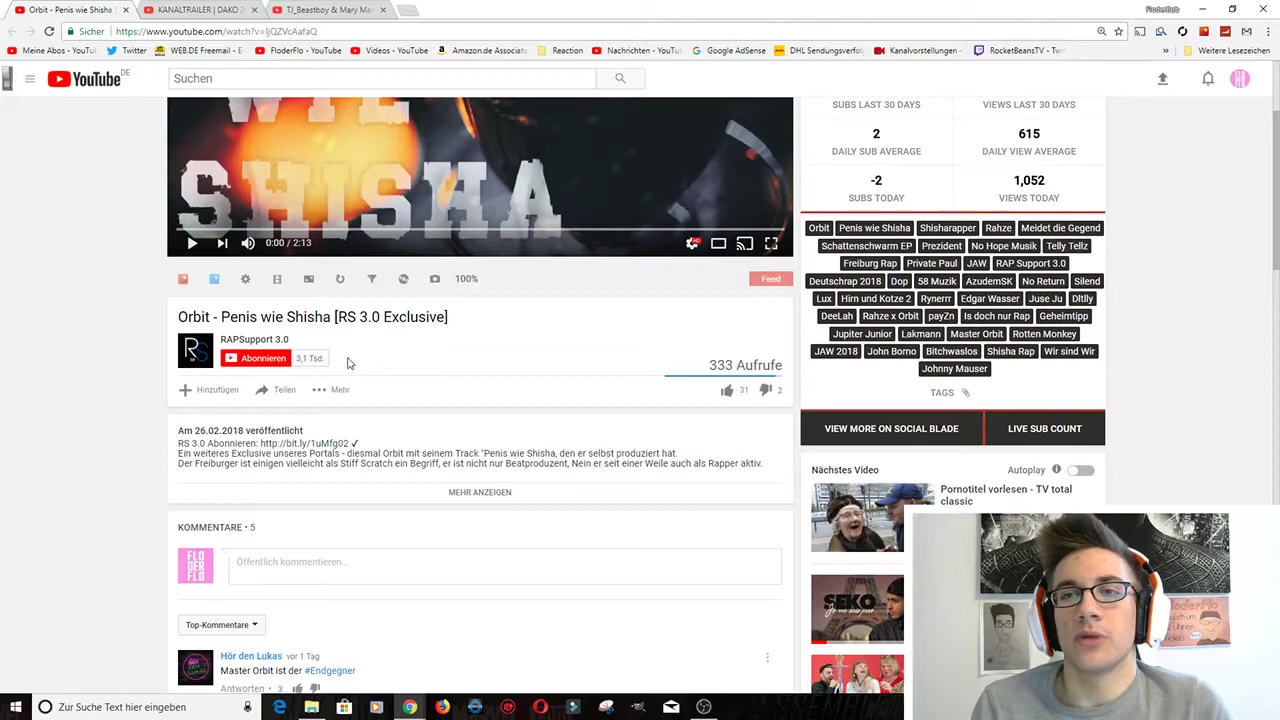 Orbit - Penis wie Shisha
KANALTRAILER | DAKO
TJ_Beastboy & Mary Ma
FloderBob
Sicher | https://www.youtube.com/watch?v=IjQZVcAafaQ
Meine Abos - YouTu
Twitter
WEB.DE Freemail - E
FloderFlo - YouTube
Videos - YouTube
Amazon.de Associate
Reaction
Nachrichten - YouTu
Google AdSense
DHL Sendungsverfol
Kanalvorstellungen -
RocketBeansTV - Twi
Weitere Lesezeichen
YouTube DE
Suchen
WIE
SHISHA
0:00 / 2:13
HD
100%
Feed
Orbit - Penis wie Shisha [RS 3.0 Exclusive]
RS
RAPSupport 3.0
Abonnieren 3,1 Tsd.
333 Aufrufe
Hinzufügen Teilen Mehr
31 2
Am 26.02.2018 veröffentlicht
RS 3.0 Abonnieren: http://bit.ly/1uMfg02 ✓
Ein weiteres Exclusive unseres Portals - diesmal Orbit mit seinem Track "Penis wie Shisha, den er selbst produziert hat.
Der Freiburger ist einigen vielleicht als Stiff Scratch ein Begriff, er ist nicht nur Beatproduzent, Nein er seit einer Weile auch als Rapper aktiv.
MEHR ANZEIGEN
KOMMENTARE • 5
FLO
DER
FLO
Öffentlich kommentieren...
Top-Kommentare
Hör den Lukas vor 1 Tag
Master Orbit ist der #Endgegner
Antworten • 3
SUBS LAST 30 DAYS
VIEWS LAST 30 DAYS
2
DAILY SUB AVERAGE
615
DAILY VIEW AVERAGE
-2
SUBS TODAY
1,052
VIEWS TODAY
Orbit Penis wie Shisha Shisharapper Rahze Meidet die Gegend
Schattenschwarm EP Prezident No Hope Musik Telly Tellz
Freiburg Rap Private Paul JAW RAP Support 3.0
Deutschrap 2018 Dop 58 Muzik AzudemSK No Return Silend
Lux Hirn und Kotze 2 Rynerrr Edgar Wasser Juse Ju Dltlly
DeeLah Rahze x Orbit payZn Is doch nur Rap Geheimtipp
Jupiter Junior Lakmann Master Orbit Rotten Monkey
JAW 2018 John Borno Bitchwaslos Shisha Rap Wir sind Wir
Johnny Mauser
TAGS
VIEW MORE ON SOCIAL BLADE
LIVE SUB COUNT
Nächstes Video
Autoplay
Pornotitel vorlesen - TV total
classic
SEKO
Zur Suche Text hier eingeben